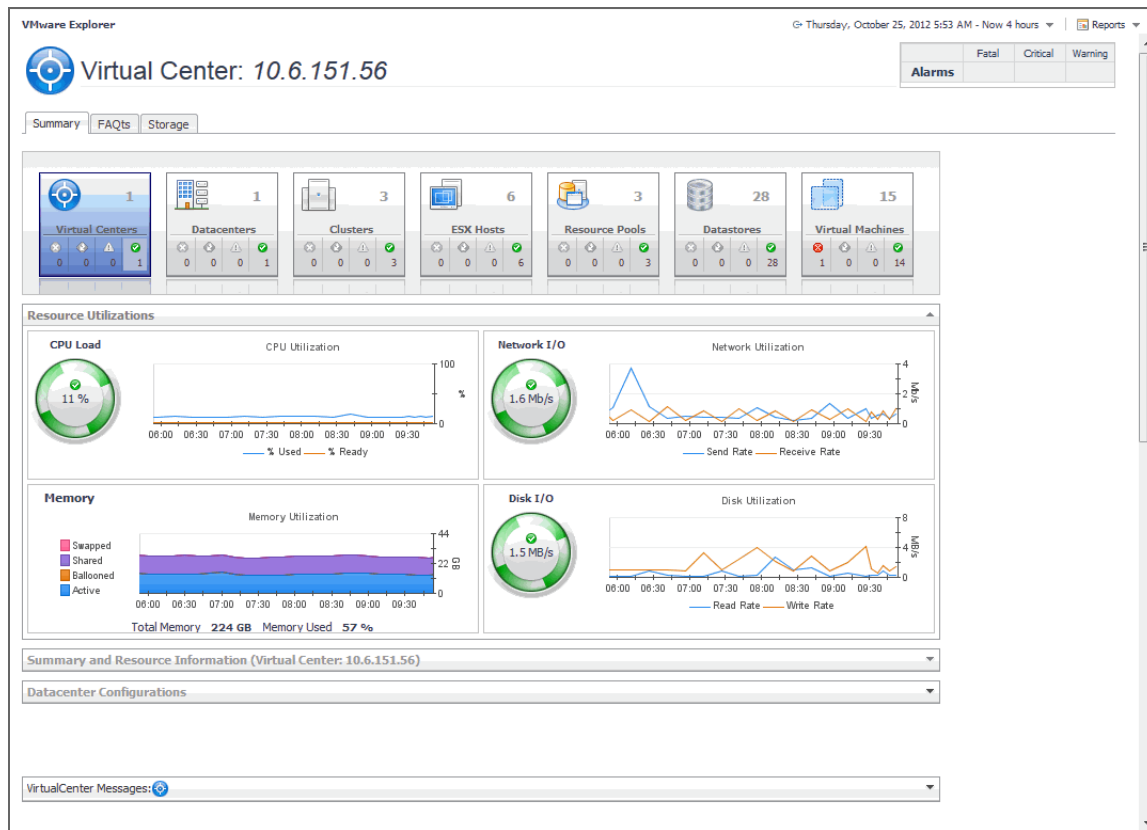 VMware Explorer
Thursday, October 25, 2012 5:53 AM - Now 4 hours
Reports
Virtual Center: 10.6.151.56
Fatal Critical Warning
Alarms
Summary FAQts Storage
1 1 3 6 3 28 15
Virtual Centers Datacenters Clusters ESX Hosts Resource Pools Datastores Virtual Machines
0 0 0 1 0 0 0 1 0 0 0 3 0 0 0 6 0 0 0 3 0 0 0 28 1 0 0 14
Resource Utilizations
CPU Load
CPU Utilization
11 %
100
%
0
06:00 06:30 07:00 07:30 08:00 08:30 09:00 09:30
% Used % Ready
Network I/O
Network Utilization
1.6 Mb/s
4
2
0
Mb/s
06:00 06:30 07:00 07:30 08:00 08:30 09:00 09:30
Send Rate Receive Rate
Memory
Memory Utilization
Swapped
Shared
Ballooned
Active
44
22
0
GB
06:00 06:30 07:00 07:30 08:00 08:30 09:00 09:30
Total Memory 224 GB Memory Used 57 %
Disk I/O
Disk Utilization
1.5 MB/s
8
4
0
MB/s
06:00 06:30 07:00 07:30 08:00 08:30 09:00 09:30
Read Rate Write Rate
Summary and Resource Information (Virtual Center: 10.6.151.56)
Datacenter Configurations
VirtualCenter Messages: